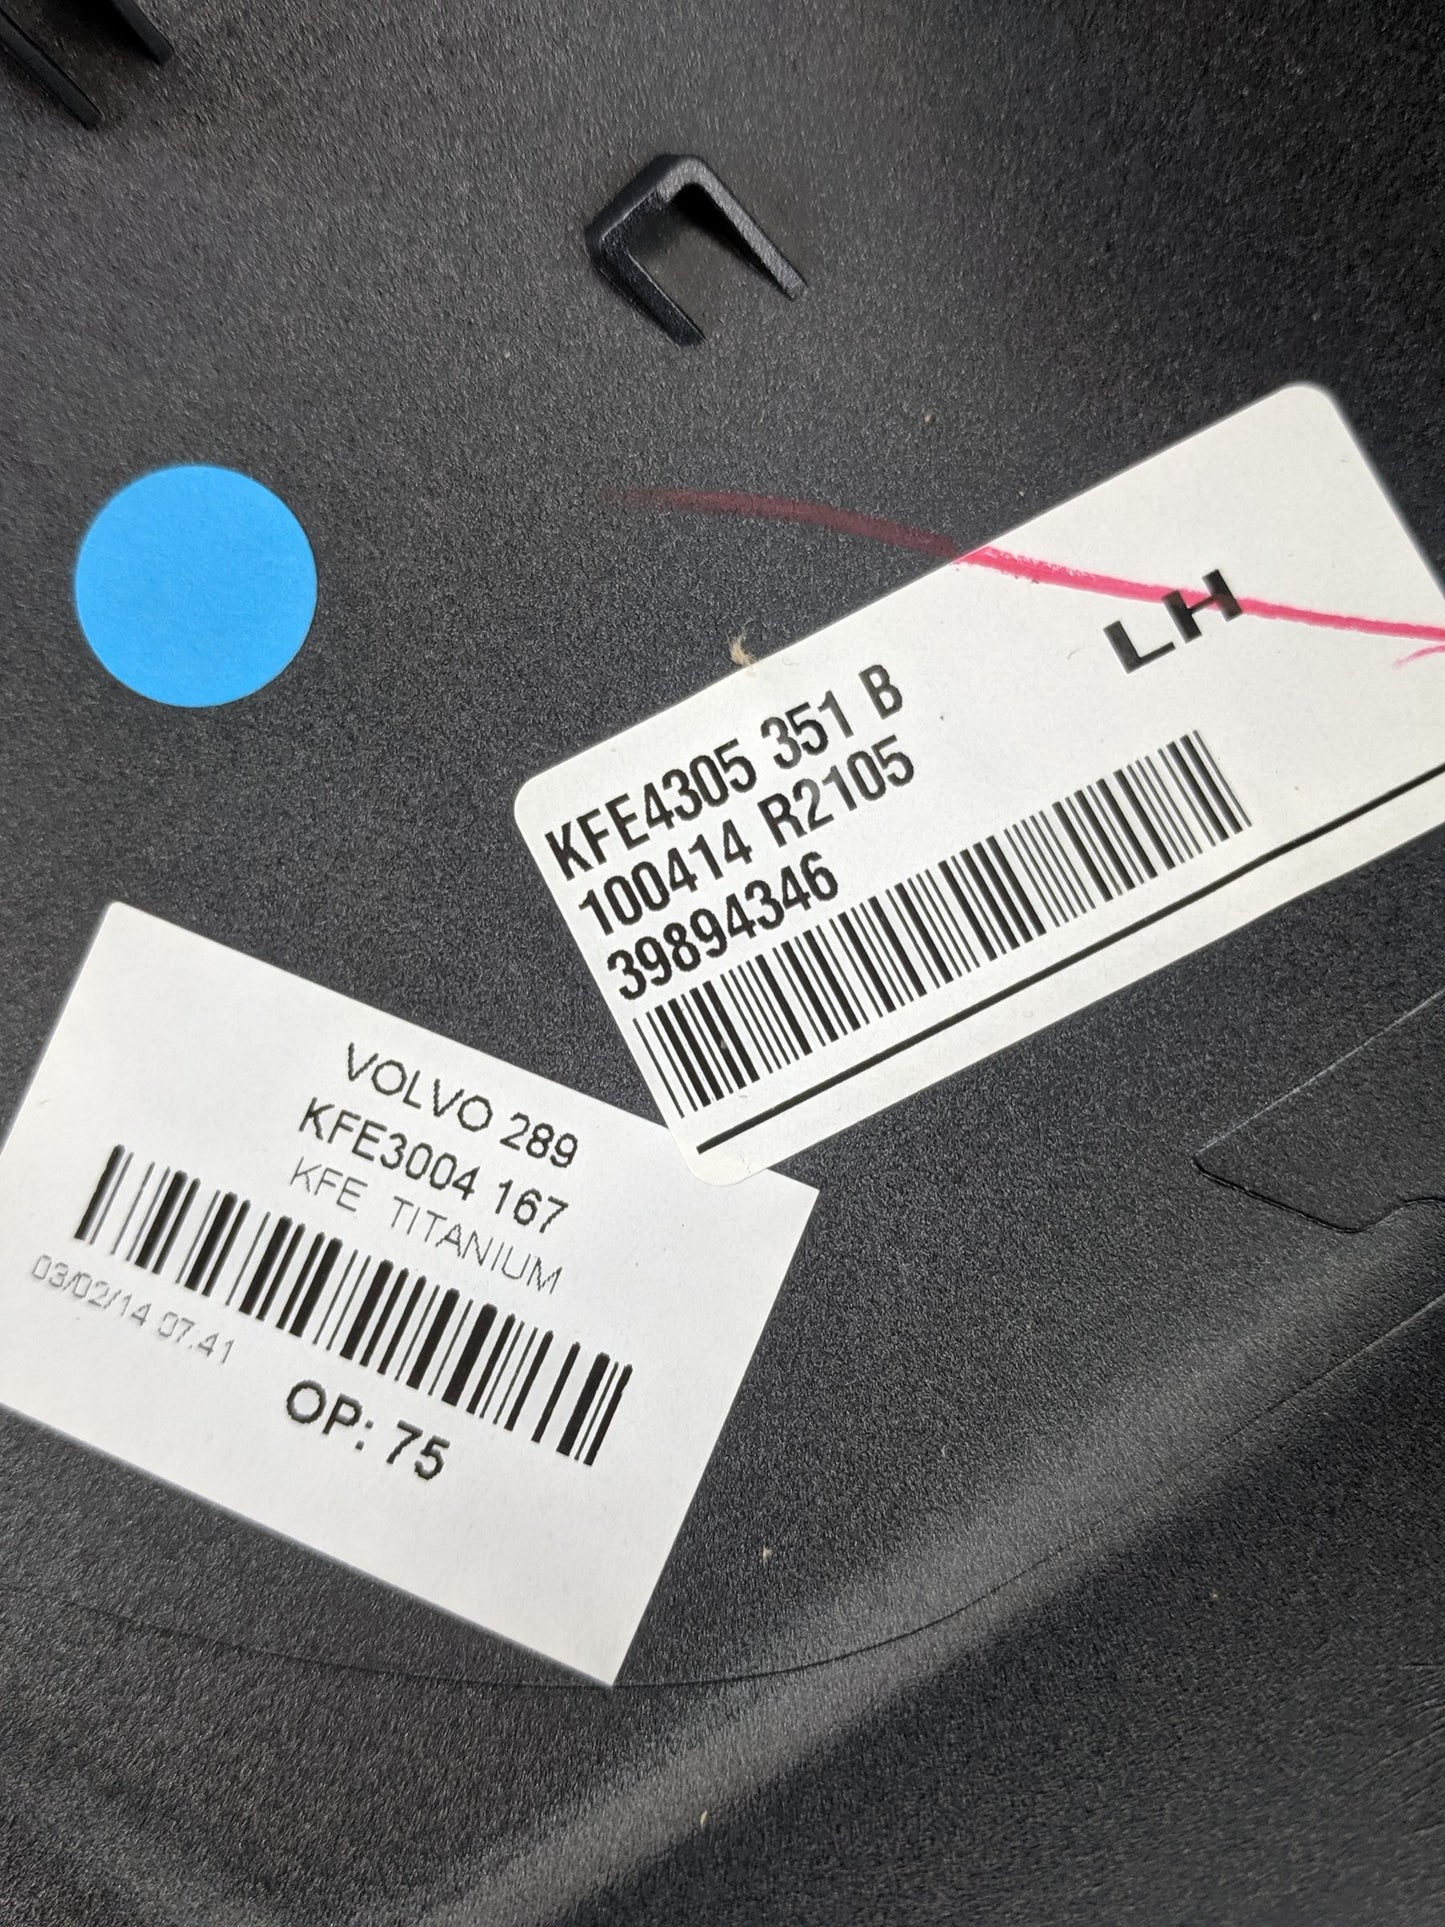 LH
KFE4305 351 B
100414 R2105
39894346
VOLVO 289
KFE3004 167
KFE TITANIUM
03/02/14 07.41
OP: 75